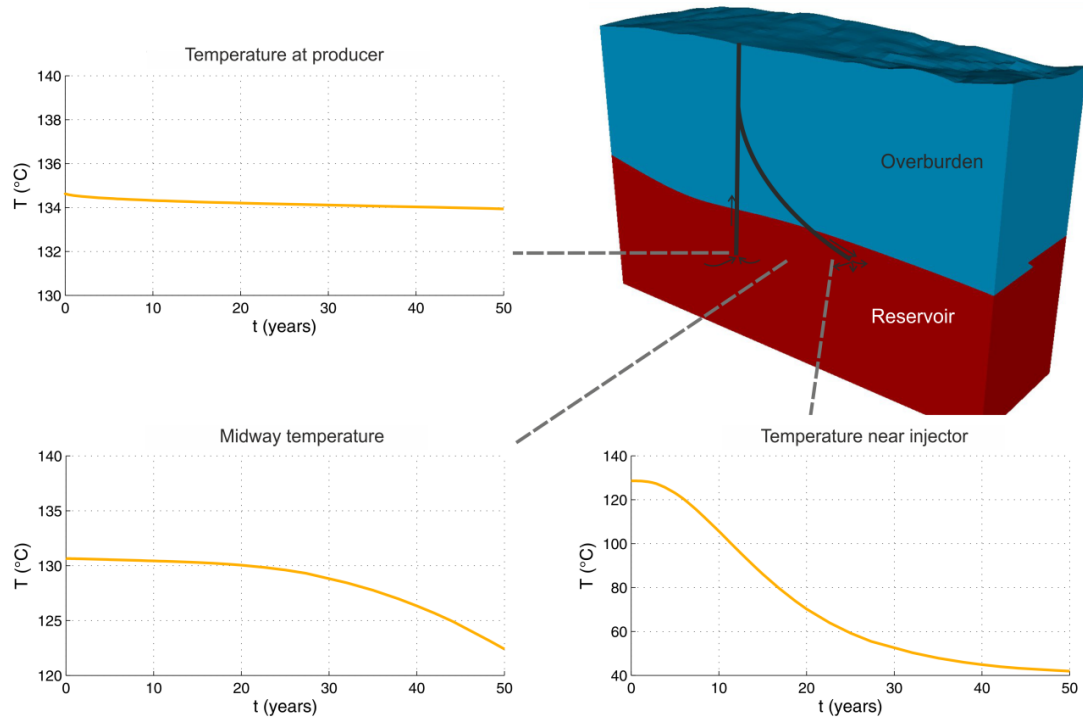 Temperature at producer
140
138
136
134
132
130
T (°C)
0 10 20 30 40 50
t (years)
Overburden
Reservoir
Midway temperature
140
135
130
125
120
T (°C)
0 10 20 30 40 50
t (years)
Temperature near injector
140
120
100
80
60
40
T (°C)
0 10 20 30 40 50
t (years)